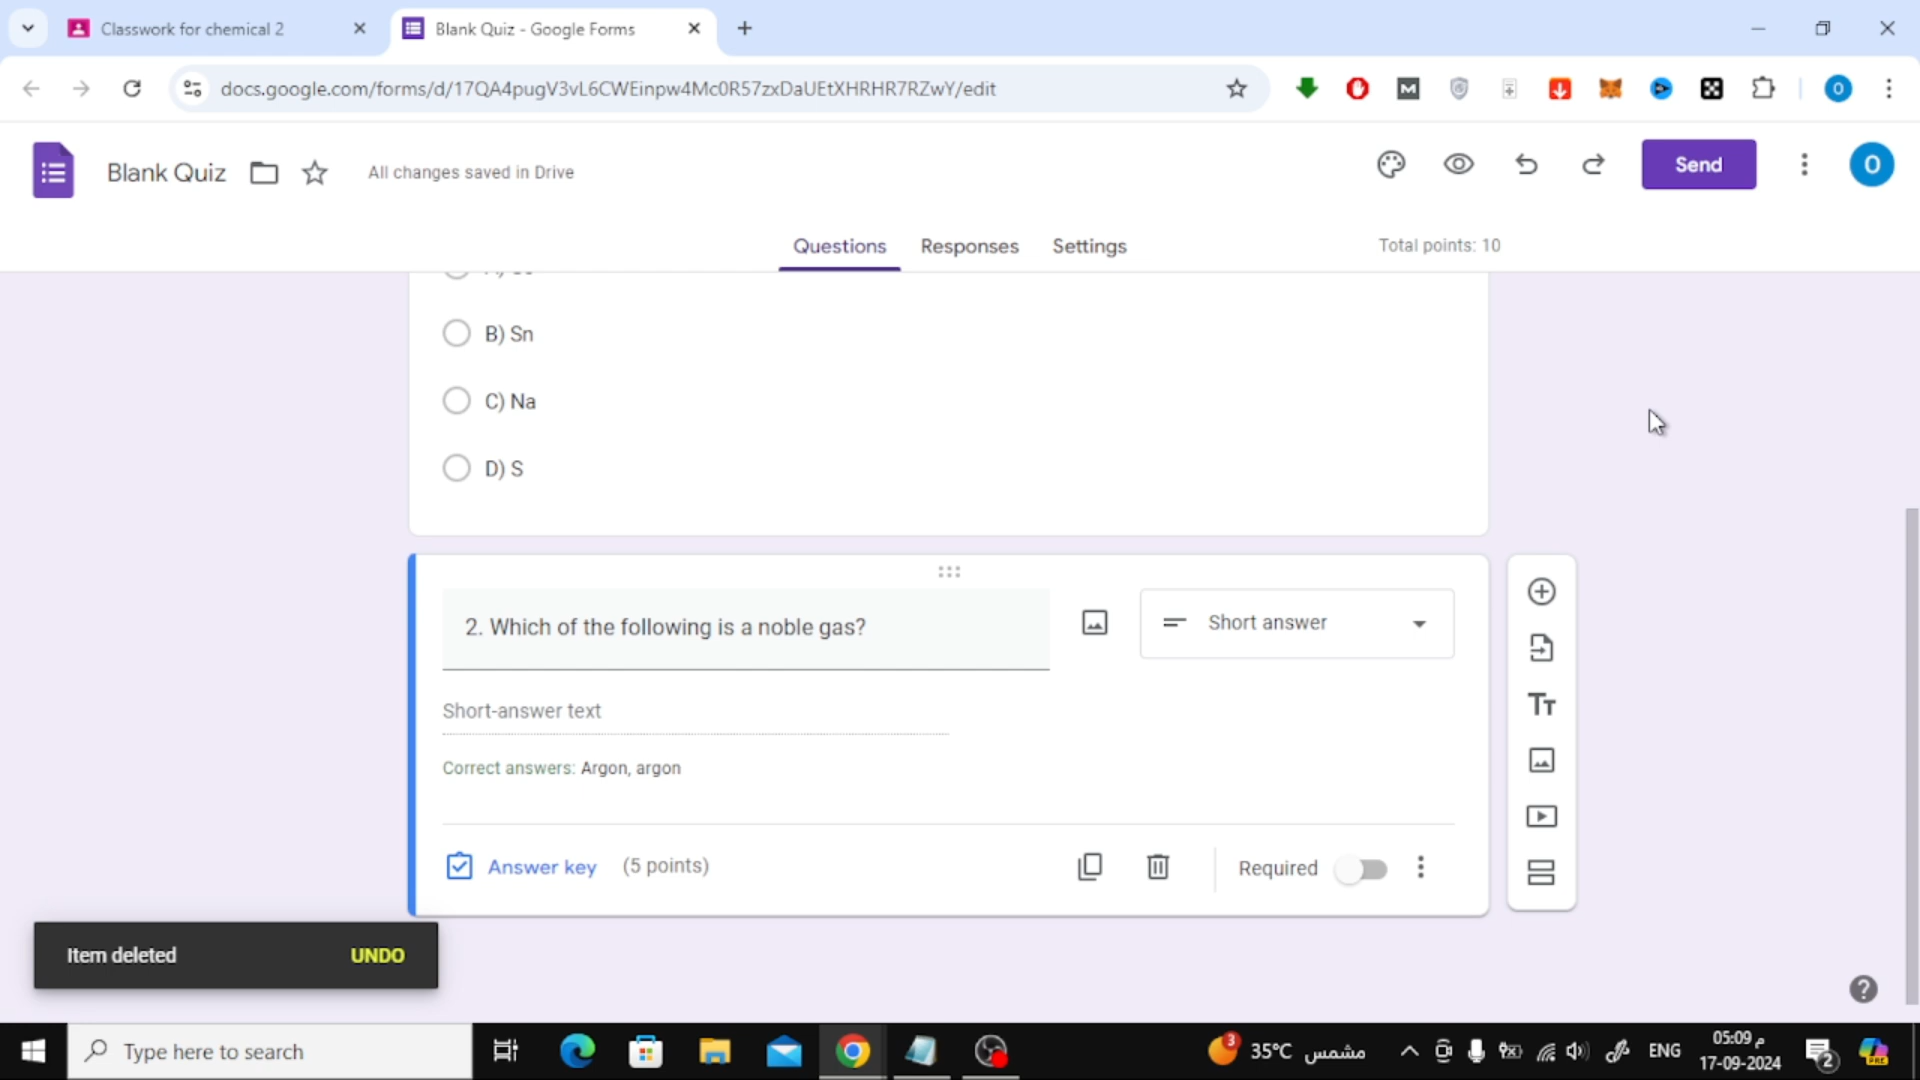 Classwork for chemical 2
Blank Quiz - Google Forms
docs.google.com/forms/d/17QA4pugV3vL6CWEinpw4Mc0R57zxDaUEtXHRHR7RZwY/edit
O
Blank Quiz
All changes saved in Drive
Send
O
Questions
Responses
Settings
Total points: 10
B) Sn
C) Na
D) S
2. Which of the following is a noble gas?
Short answer
Short-answer text
Correct answers: Argon, argon
Answer key
(5 points)
Required
Item deleted
UNDO
Type here to search
3
35°C مشمس
ENG
05:09 م
17-09-2024
2
PRE